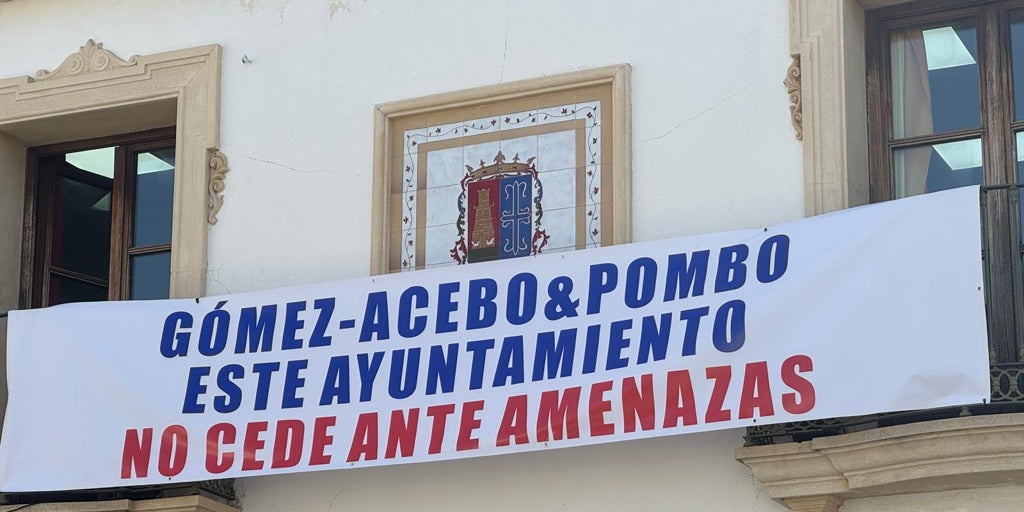 GÓMEZ-ACEBO&POMBO
ESTE AYUNTAMIENTO
NO CEDE ANTE AMENAZAS